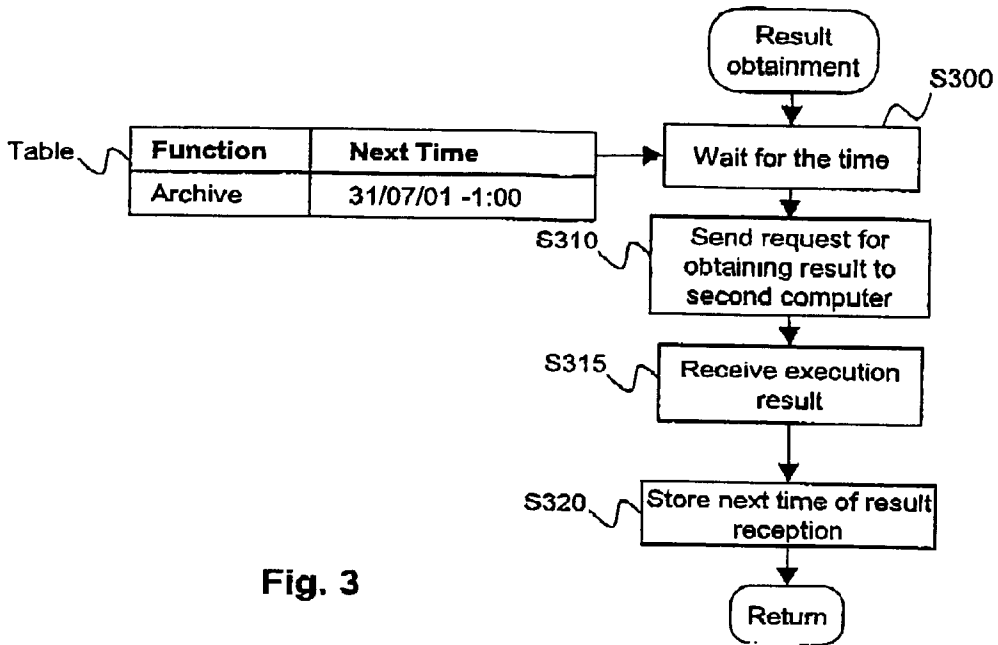 Result
obtainment
S300
Table
Function Next Time
Archive 31/07/01 -1:00
Wait for the time
S310
Send request for
obtaining result to
second computer
S315
Receive execution
result
S320
Store next time of result
reception
Fig. 3
Return